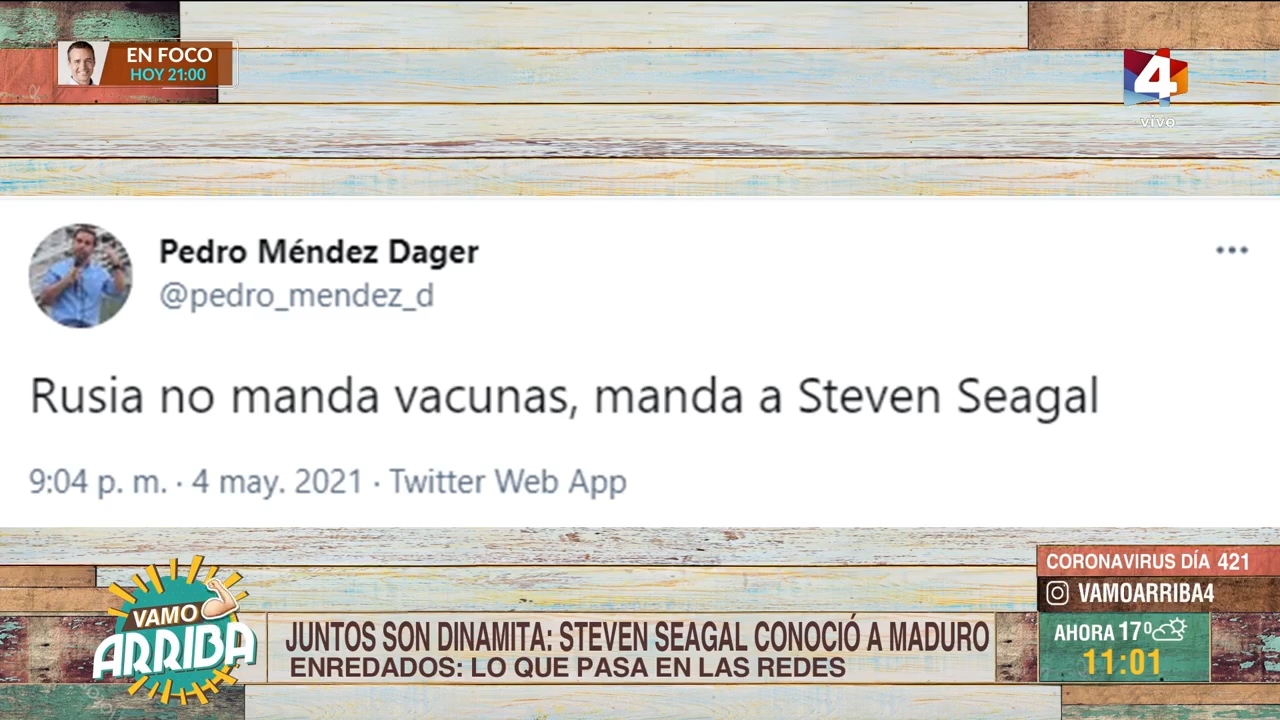 EN FOCO
HOY 21:00
4
vivo
Pedro Méndez Dager
@pedro_mendez_d
Rusia no manda vacunas, manda a Steven Seagal
9:04 p. m. · 4 may. 2021 · Twitter Web App
CORONAVIRUS DÍA 421
VAMOARRIBA4
VAMO
ARRIBA
JUNTOS SON DINAMITA: STEVEN SEAGAL CONOCIÓ A MADURO
ENREDADOS: LO QUE PASA EN LAS REDES
AHORA 17º
11:01